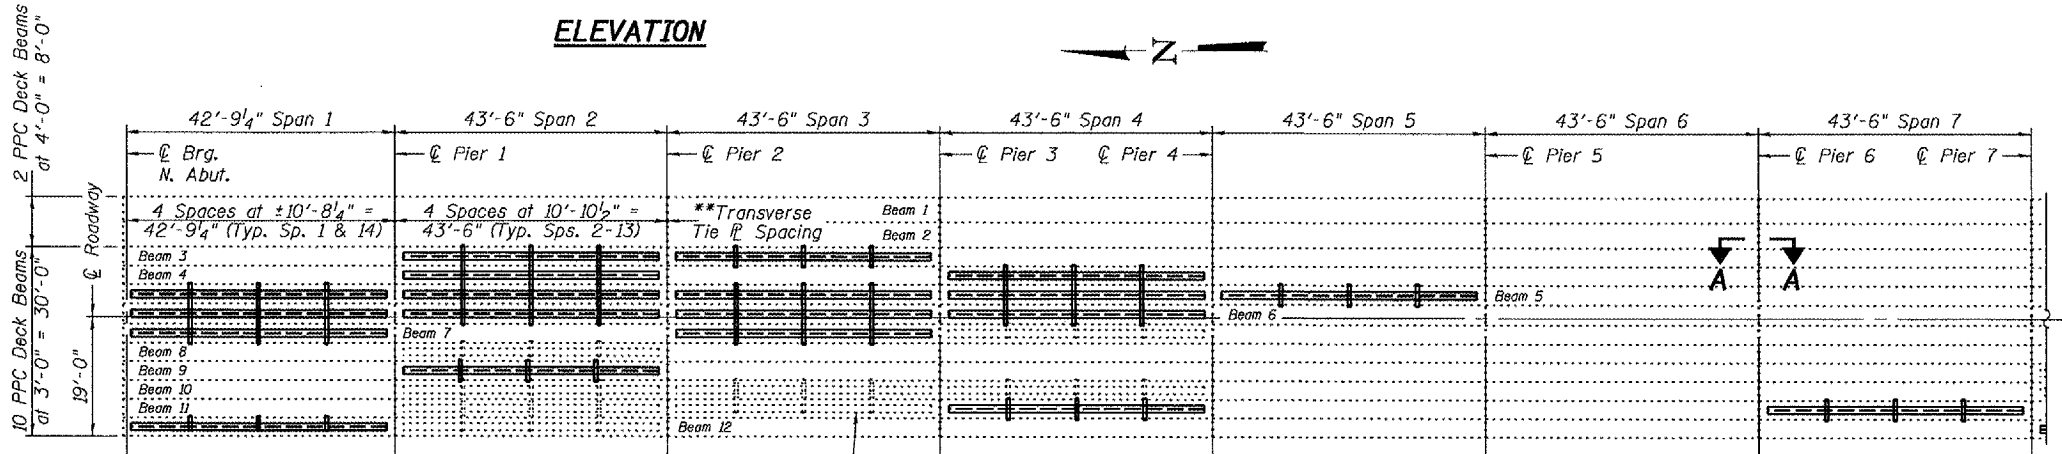 ELEVATION
N
2 PPC Deck Beams
at 4'-0" = 8'-0"
10 PPC Deck Beams
at 3'-0" = 30'-0"
℄ Roadway
19'-0"
42'-9¼" Span 1
43'-6" Span 2
43'-6" Span 3
43'-6" Span 4
43'-6" Span 5
43'-6" Span 6
43'-6" Span 7
℄ Brg.
N. Abut.
℄ Pier 1
℄ Pier 2
℄ Pier 3
℄ Pier 4
℄ Pier 5
℄ Pier 6
℄ Pier 7
4 Spaces at ±10'-8¼" =
42'-9¼" (Typ. Sp. 1 & 14)
4 Spaces at 10'-10½" =
43'-6" (Typ. Sps. 2-13)
**Transverse
Tie ℄ Spacing
Beam 1
Beam 2
Beam 3
Beam 4
A
A
Beam 5
Beam 6
Beam 7
Beam 8
Beam 9
Beam 10
Beam 11
Beam 12